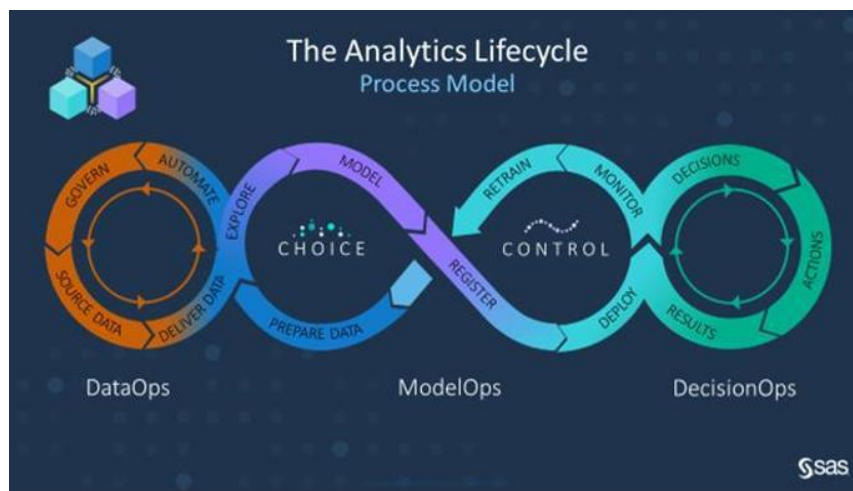 The Analytics Lifecycle
Process Model
GOVERN
AUTOMATE
SOURCE DATA
DELIVER DATA
EXPLORE
MODEL
PREPARE DATA
CHOICE
REGISTER
RETRAIN
MONITOR
CONTROL
DEPLOY
DECISIONS
ACTIONS
RESULTS
DataOps
ModelOps
DecisionOps
sas